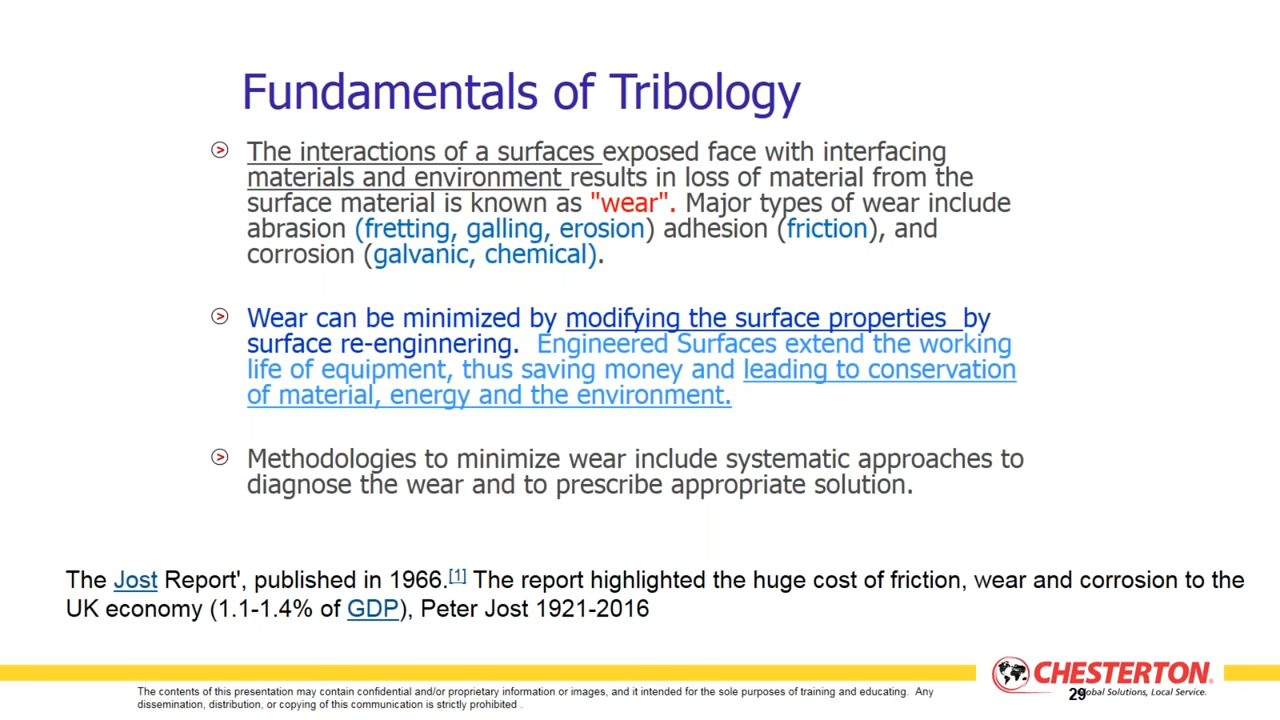 Fundamentals of Tribology
The interactions of a surfaces exposed face with interfacing
materials and environment results in loss of material from the
surface material is known as "wear". Major types of wear include
abrasion (fretting, galling, erosion) adhesion (friction), and
corrosion (galvanic, chemical).
Wear can be minimized by modifying the surface properties by
surface re-enginnering. Engineered Surfaces extend the working
life of equipment, thus saving money and leading to conservation
of material, energy and the environment.
Methodologies to minimize wear include systematic approaches to
diagnose the wear and to prescribe appropriate solution.
The Jost Report', published in 1966.[1] The report highlighted the huge cost of friction, wear and corrosion to the
UK economy (1.1-1.4% of GDP), Peter Jost 1921-2016
CHESTERTON®
29
Global Solutions, Local Service.
The contents of this presentation may contain confidential and/or proprietary information or images, and it intended for the sole purposes of training and educating. Any
dissemination, distribution, or copying of this communication is strictly prohibited .